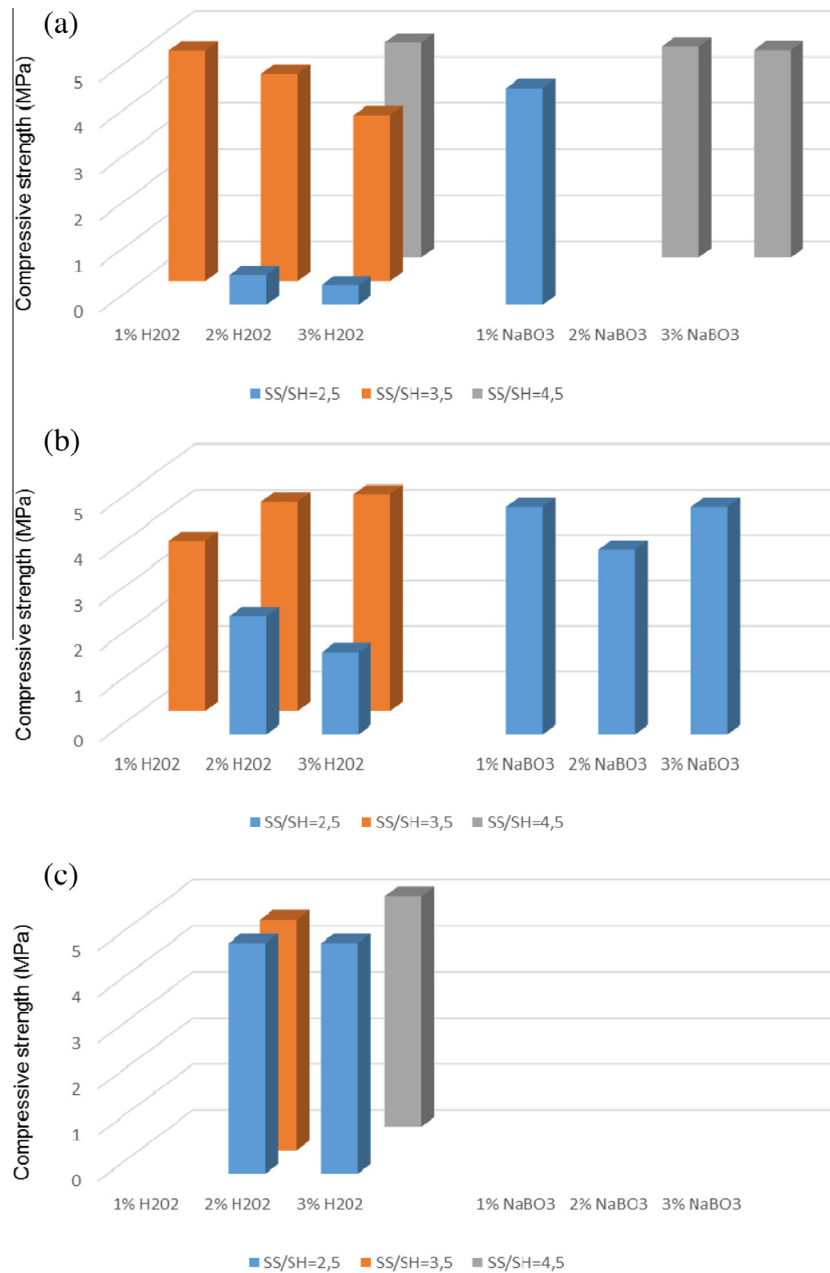 (a)
Compressive strength (MPa)
5
4
3
2
1
0
1% H2O2 2% H2O2 3% H2O2 1% NaBO3 2% NaBO3 3% NaBO3
SS/SH=2,5 SS/SH=3,5 SS/SH=4,5
(b)
Compressive strength (MPa)
5
4
3
2
1
0
1% H2O2 2% H2O2 3% H2O2 1% NaBO3 2% NaBO3 3% NaBO3
SS/SH=2,5 SS/SH=3,5 SS/SH=4,5
(c)
Compressive strength (MPa)
5
4
3
2
1
0
1% H2O2 2% H2O2 3% H2O2 1% NaBO3 2% NaBO3 3% NaBO3
SS/SH=2,5 SS/SH=3,5 SS/SH=4,5